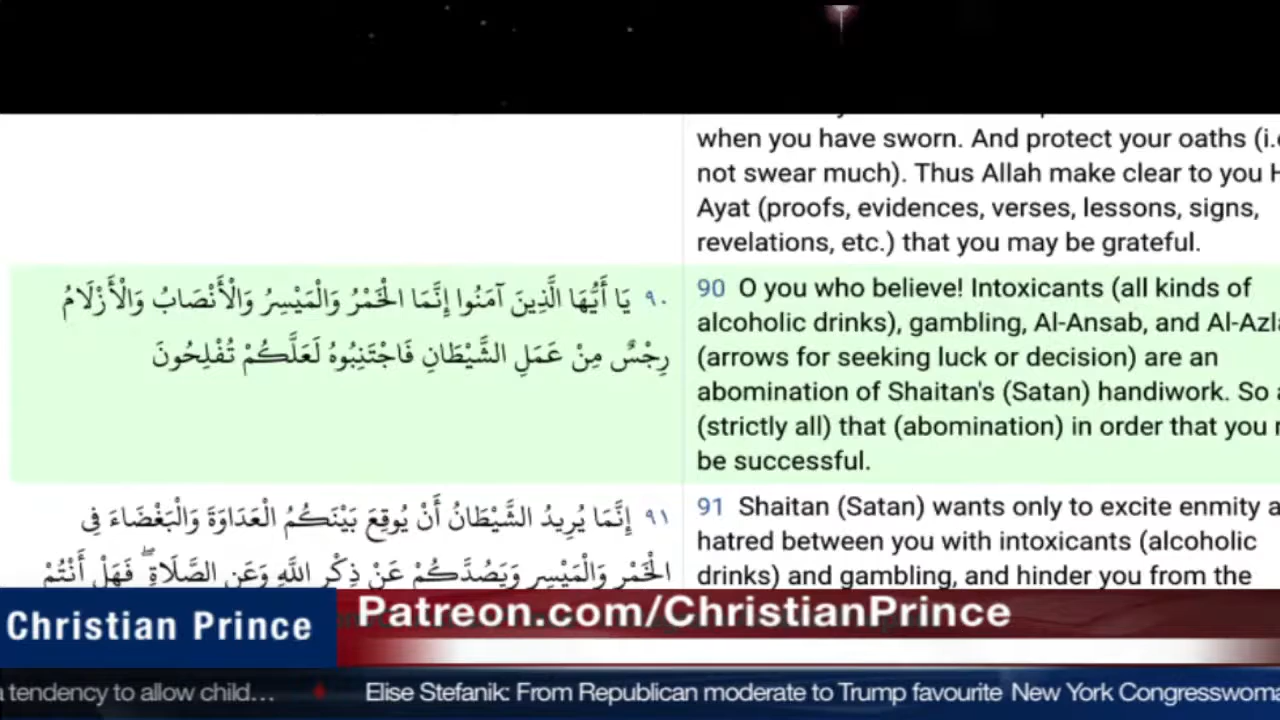 when you have sworn. And protect your oaths (i.e
not swear much). Thus Allah make clear to you H
Ayat (proofs, evidences, verses, lessons, signs,
revelations, etc.) that you may be grateful.
٩٠ يَا أَيُّهَا الَّذِينَ آمَنُوا إِنَّمَا الْخَمْرُ وَالْمَيْسِرُ وَالْأَنْصَابُ وَالْأَزْلَامُ
رِجْسٌ مِنْ عَمَلِ الشَّيْطَانِ فَاجْتَنِبُوهُ لَعَلَّكُمْ تُفْلِحُونَ
90 O you who believe! Intoxicants (all kinds of
alcoholic drinks), gambling, Al-Ansab, and Al-Azla
(arrows for seeking luck or decision) are an
abomination of Shaitan's (Satan) handiwork. So a
(strictly all) that (abomination) in order that you
be successful.
٩١ إِنَّمَا يُرِيدُ الشَّيْطَانُ أَنْ يُوقِعَ بَيْنَكُمُ الْعَدَاوَةَ وَالْبَغْضَاءَ فِي
الْخَمْرِ وَالْمَيْسِرِ وَيَصُدَّكُمْ عَنْ ذِكْرِ اللَّهِ وَعَنِ الصَّلَاةِ ۖ فَهَلْ أَنْتُمْ
91 Shaitan (Satan) wants only to excite enmity a
hatred between you with intoxicants (alcoholic
drinks) and gambling, and hinder you from the
Christian Prince
Patreon.com/ChristianPrince
a tendency to allow child... Elise Stefanik: From Republican moderate to Trump favourite New York Congresswoma